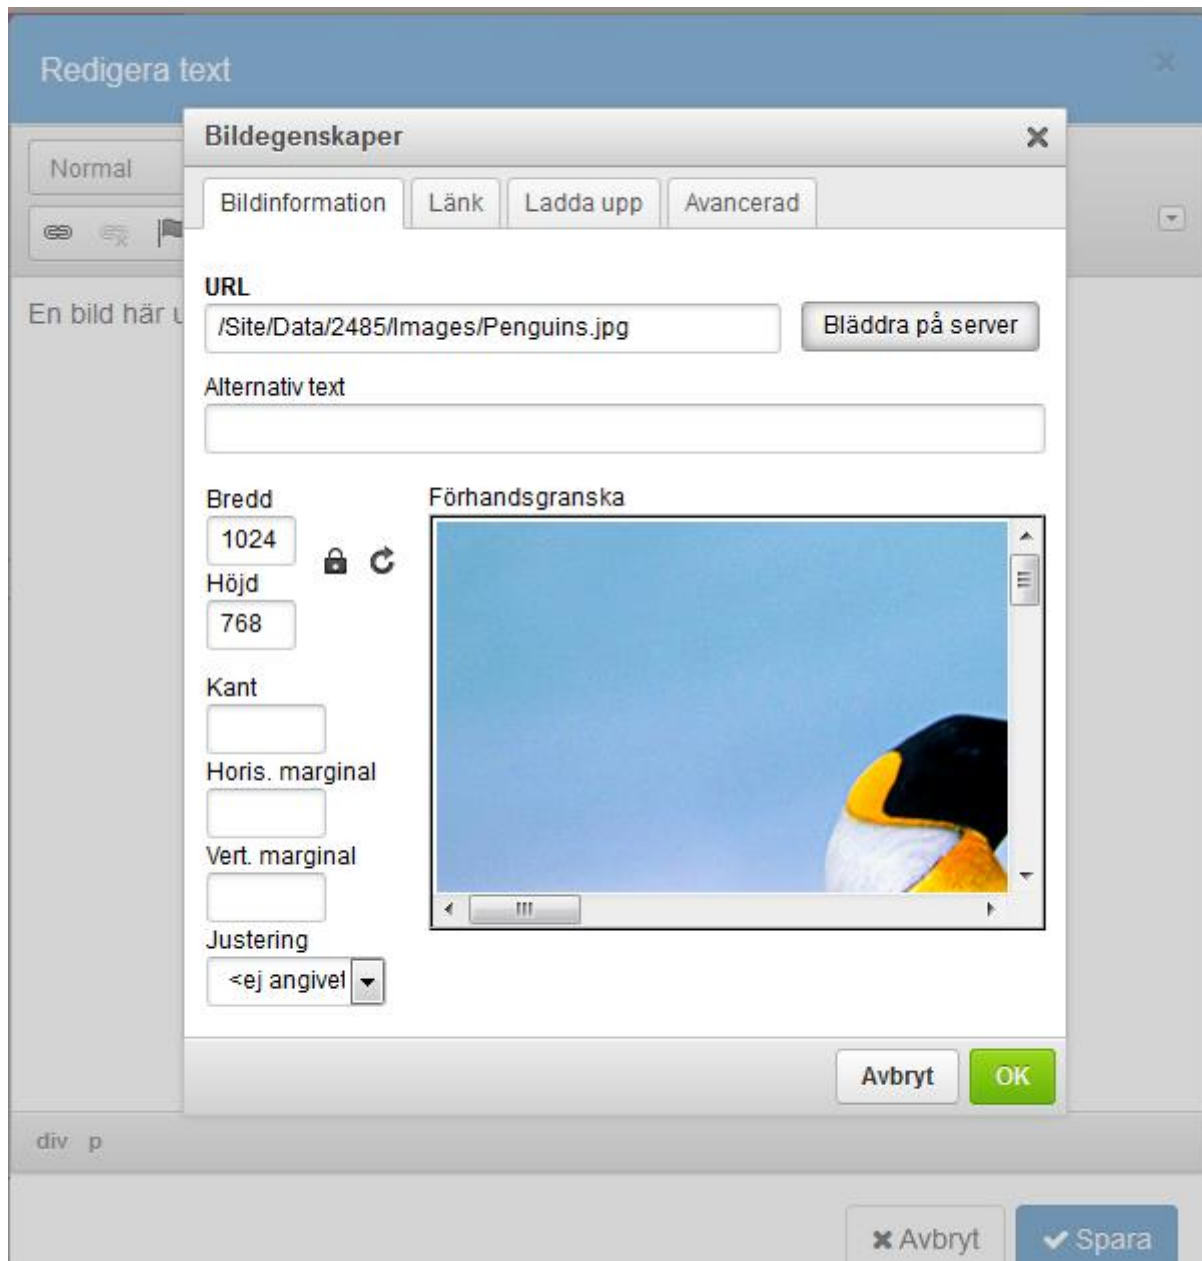 Redigera text
Bildegenskaper
Normal
Bildinformation Länk Ladda upp Avancerad
URL
En bild här u
/Site/Data/2485/Images/Penguins.jpg Bläddra på server
Alternativ text
Bredd Förhandsgranska
1024
Höjd
768
Kant
Horis. marginal
Vert. marginal
Justering
<ej angivet
Avbryt OK
div p
Avbryt Spara